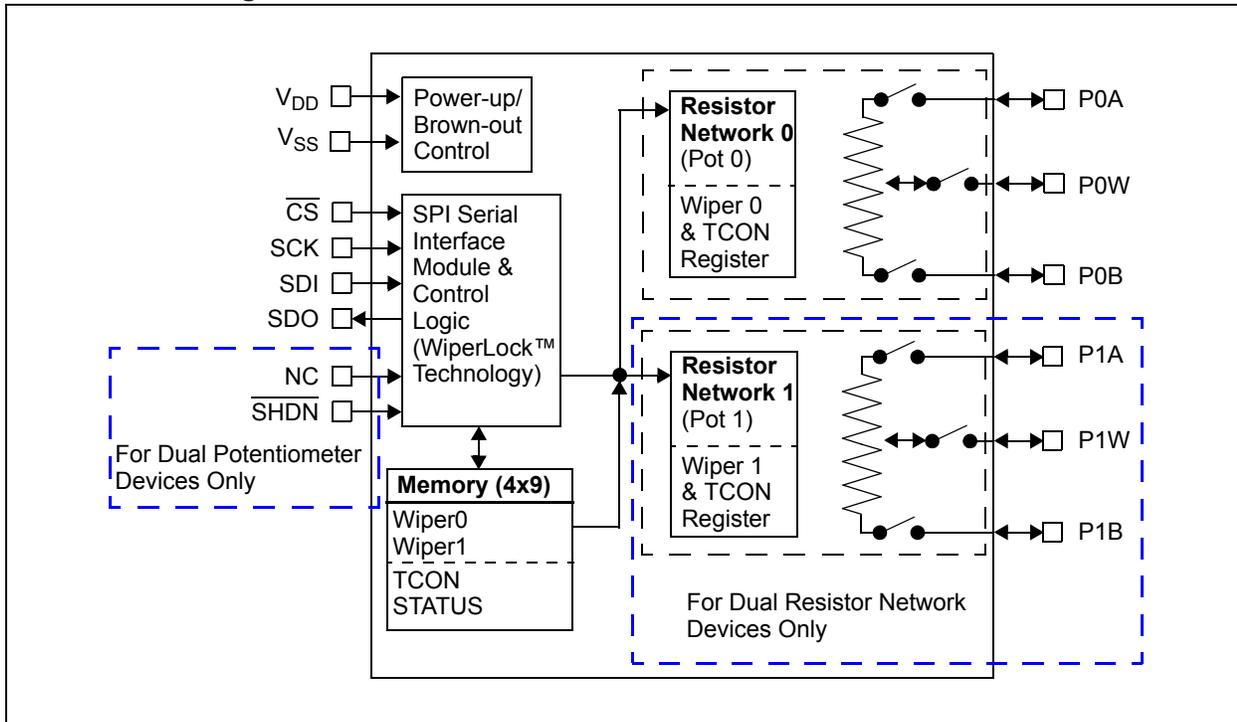 V_DD
V_SS
Power-up/
Brown-out
Control
CS
SCK
SDI
SDO
NC
SHDN
For Dual Potentiometer
Devices Only
SPI Serial
Interface
Module &
Control
Logic
(WiperLock™
Technology)
Memory (4x9)
Wiper0
Wiper1
TCON
STATUS
Resistor
Network 0
(Pot 0)
Wiper 0
& TCON
Register
P0A
P0W
P0B
Resistor
Network 1
(Pot 1)
Wiper 1
& TCON
Register
P1A
P1W
P1B
For Dual Resistor Network
Devices Only